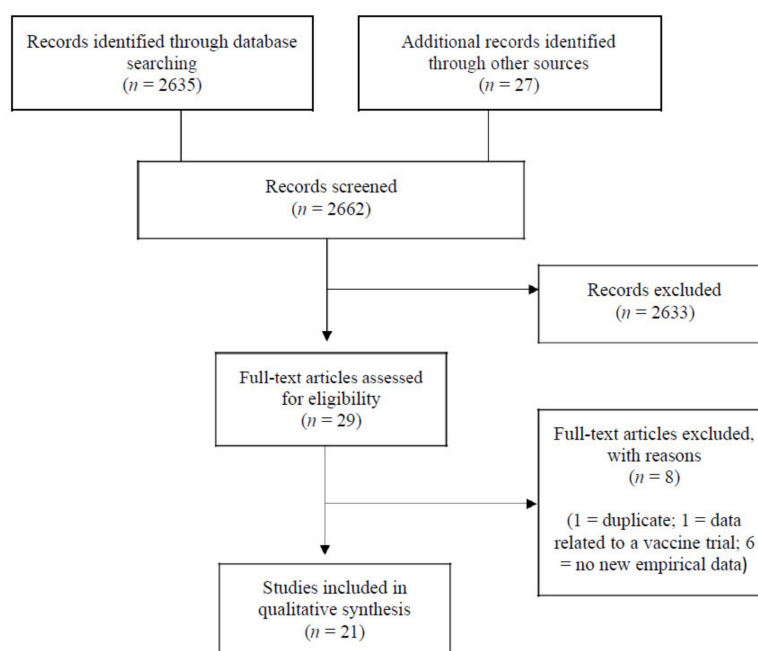 Records identified through database
searching
(n = 2635)
Additional records identified
through other sources
(n = 27)
Records screened
(n = 2662)
Records excluded
(n = 2633)
Full-text articles assessed
for eligibility
(n = 29)
Full-text articles excluded,
with reasons
(n = 8)
(1 = duplicate; 1 = data
related to a vaccine trial; 6
= no new empirical data)
Studies included in
qualitative synthesis
(n = 21)